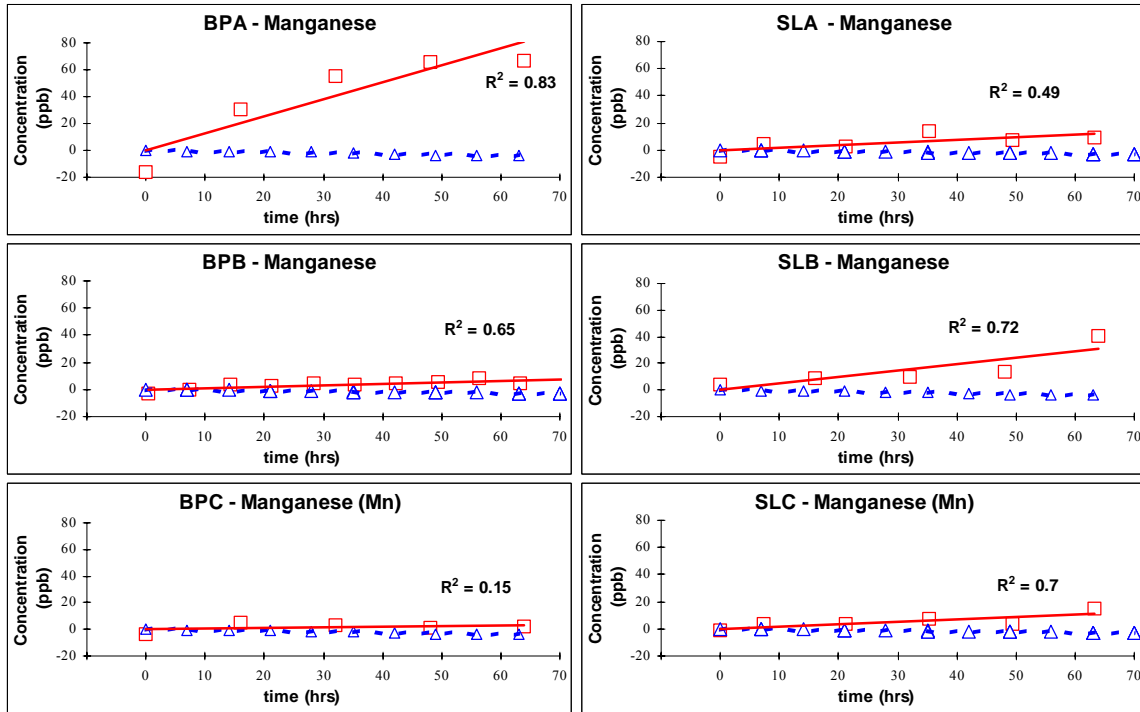 BPA - Manganese
80
60
40
20
0
-20
0 10 20 30 40 50 60 70
time (hrs)
Concentration
(ppb)
R² = 0.83
SLA - Manganese
80
60
40
20
0
-20
0 10 20 30 40 50 60 70
time (hrs)
Concentration
(ppb)
R² = 0.49
BPB - Manganese
80
60
40
20
0
-20
0 10 20 30 40 50 60 70
time (hrs)
Concentration
(ppb)
R² = 0.65
SLB - Manganese
80
60
40
20
0
-20
0 10 20 30 40 50 60 70
time (hrs)
Concentration
(ppb)
R² = 0.72
BPC - Manganese (Mn)
80
60
40
20
0
-20
0 10 20 30 40 50 60 70
time (hrs)
Concentration
(ppb)
R² = 0.15
SLC - Manganese (Mn)
80
60
40
20
0
-20
0 10 20 30 40 50 60 70
time (hrs)
Concentration
(ppb)
R² = 0.7